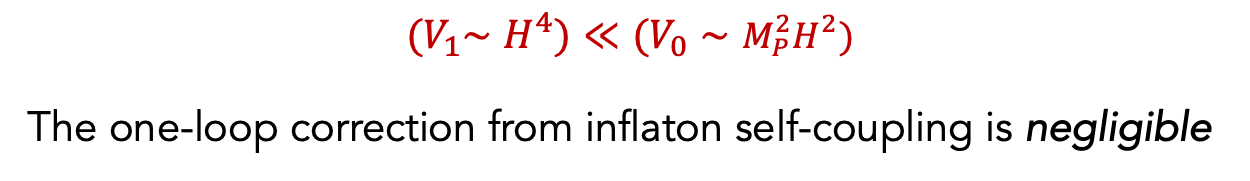 (V₁~ H⁴) ≪ (V₀ ~ M_P²H²)
The one-loop correction from inflaton self-coupling is negligible